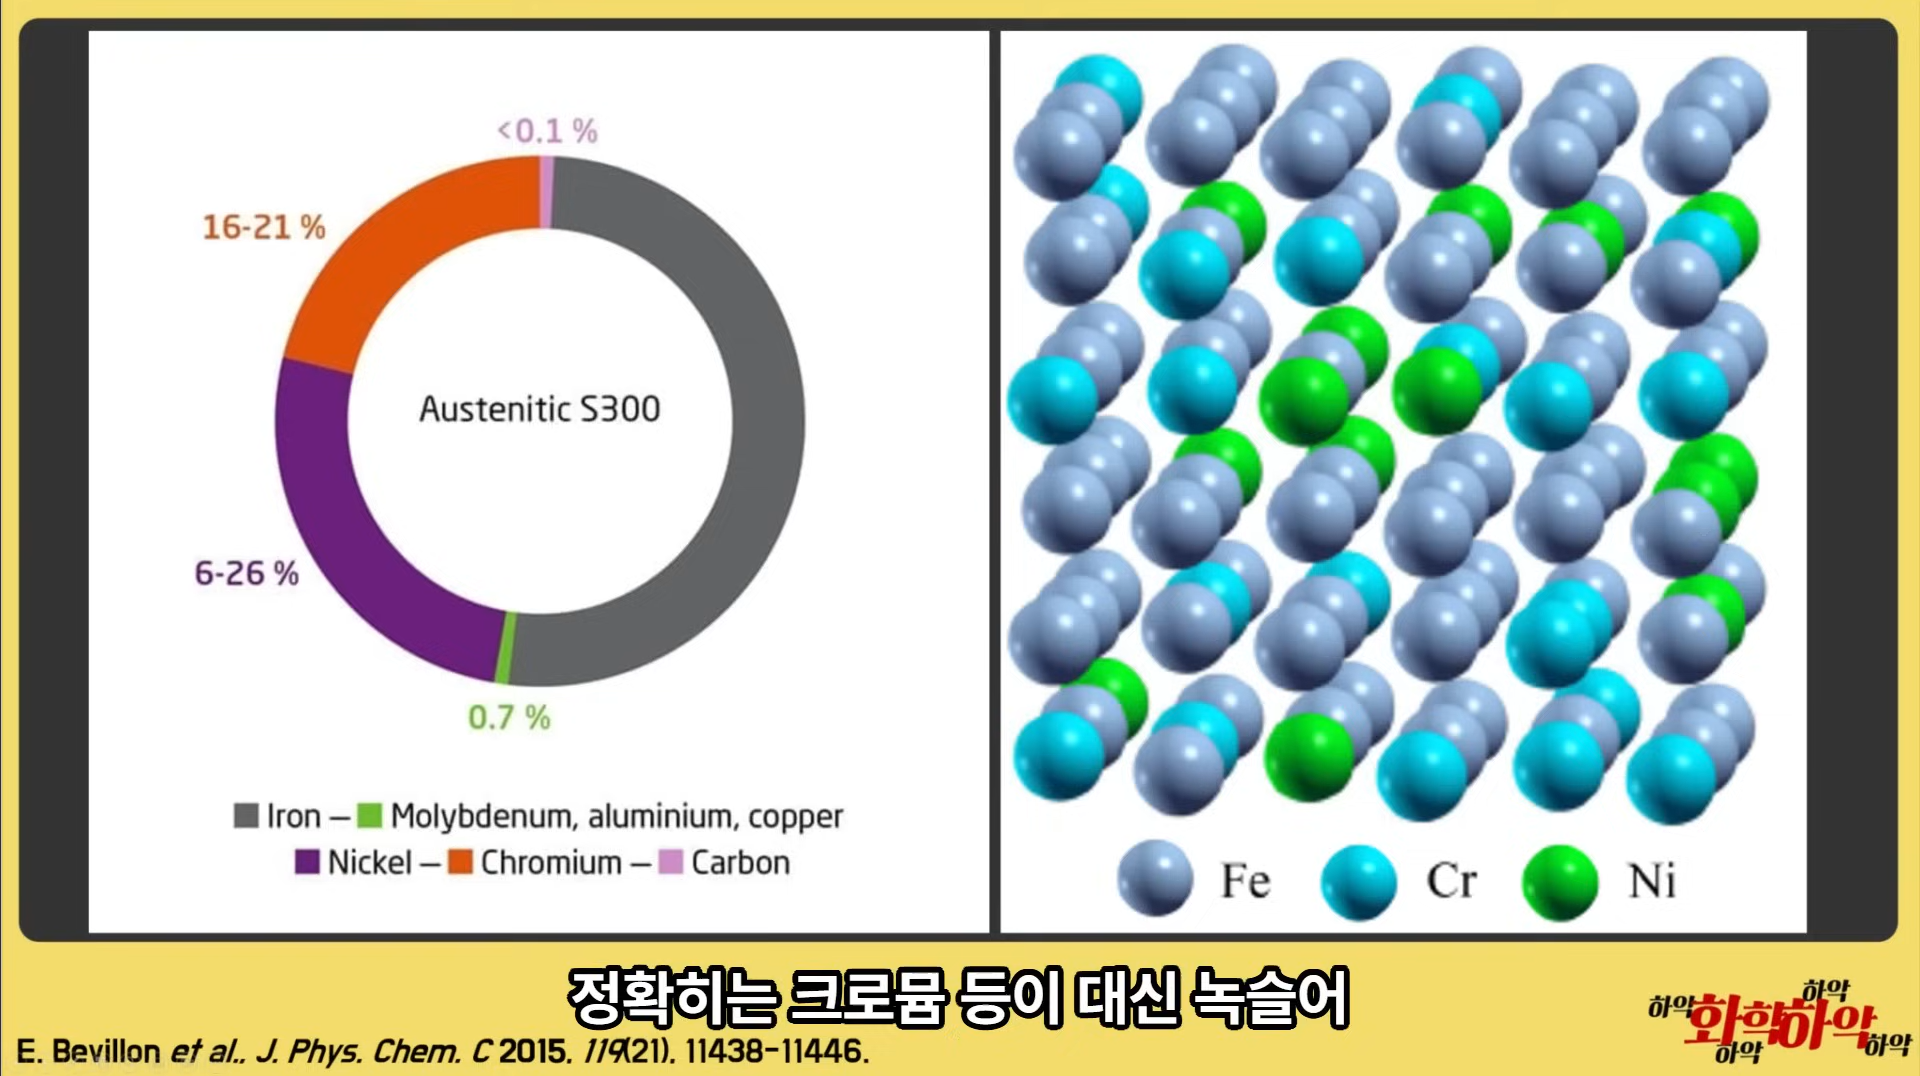 <0.1 %
16-21 %
Austenitic S300
6-26 %
0.7 %
Iron – Molybdenum, aluminium, copper
Nickel – Chromium – Carbon
Fe Cr Ni
정확히는 크로뮴 등이 대신 녹슬어
E. Bevillon et al., J. Phys. Chem. C 2015, 119(21), 11438-11446.
하악
하악
화학하악
하악
하악